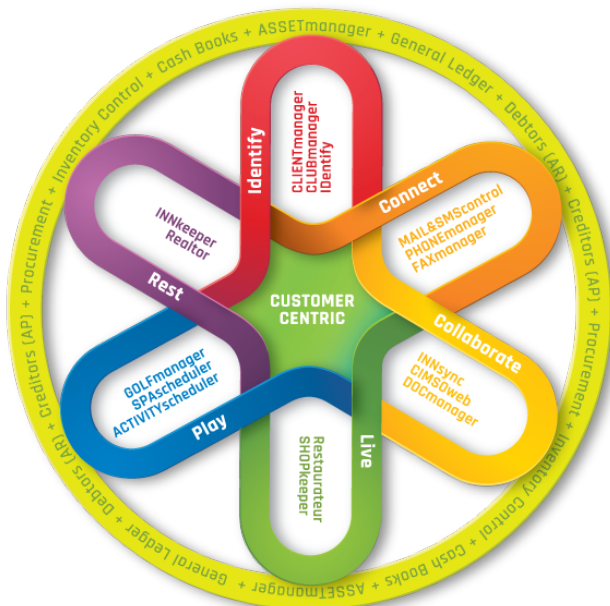 Procurement + Inventory Control + Cash Books + ASSETmanager + General Ledger + Debtors (AR) + Creditors (AP) + Procurement + Inventory Control + Cash Books + ASSETmanager + General Ledger + Debtors (AR) + Creditors (AP) +
Identify
CLIENTmanager
CLUBmanager
IDentify
Connect
MAIL&SMScontrol
PHONEmanager
FAXmanager
Collaborate
INNsync
CIMSOweb
DOCmanager
Live
Restaurateur
SHOPkeeper
Play
GOLFmanager
SPAscheduler
ACTIVITYscheduler
Rest
INNkeeper
Realtor
CUSTOMER
CENTRIC